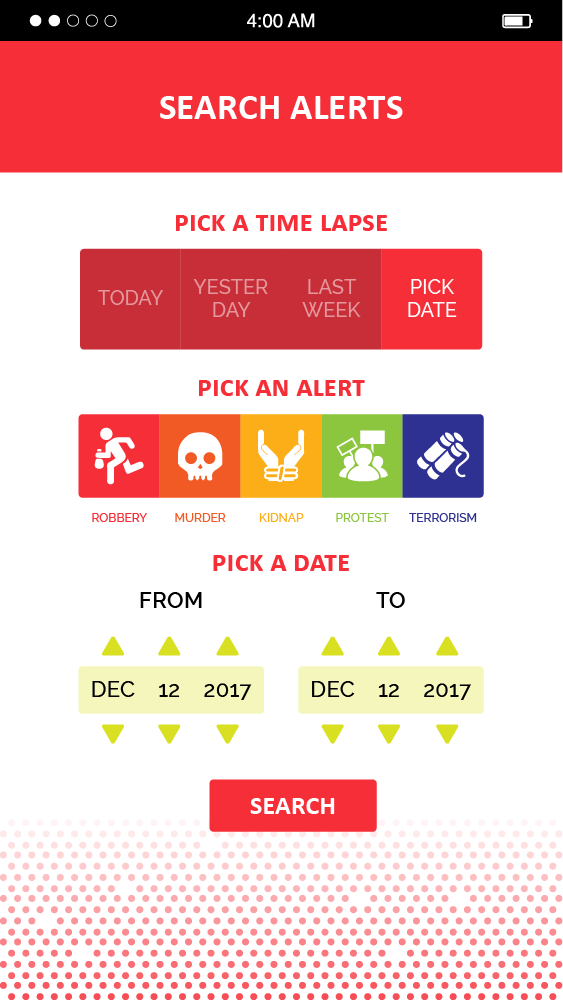 4:00 AM
SEARCH ALERTS
PICK A TIME LAPSE
TODAY
YESTER
DAY
LAST
WEEK
PICK
DATE
PICK AN ALERT
ROBBERY MURDER KIDNAP PROTEST TERRORISM
PICK A DATE
FROM TO
DEC 12 2017 DEC 12 2017
SEARCH